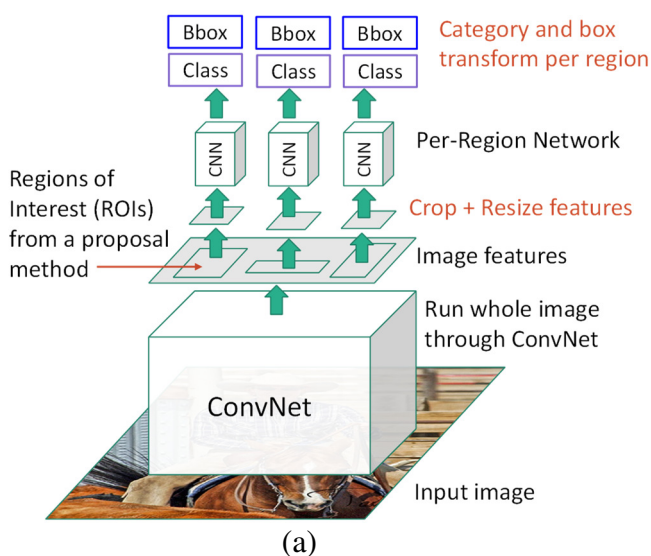 Bbox Bbox Bbox
Class Class Class
Category and box
transform per region
CNN CNN CNN
Per-Region Network
Regions of
Interest (ROIs)
from a proposal
method
Crop + Resize features
Image features
Run whole image
through ConvNet
ConvNet
Input image
(a)